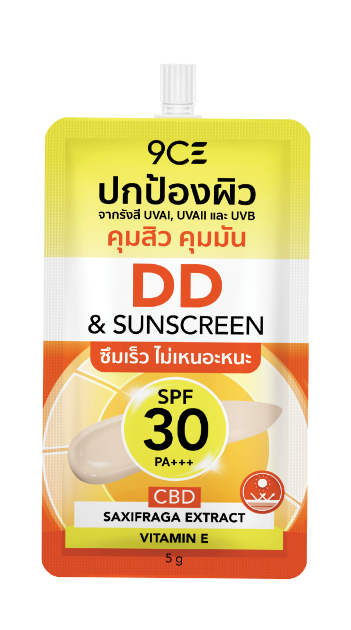 9CE
ปกป้องผิว
จากรังสี UVAI, UVAII และ UVB
คุมสิว คุมมัน
DD
& SUNSCREEN
ซึมเร็ว ไม่เหนอะหนะ
SPF
30
PA+++
CBD
SAXIFRAGA EXTRACT
VITAMIN E
5 g